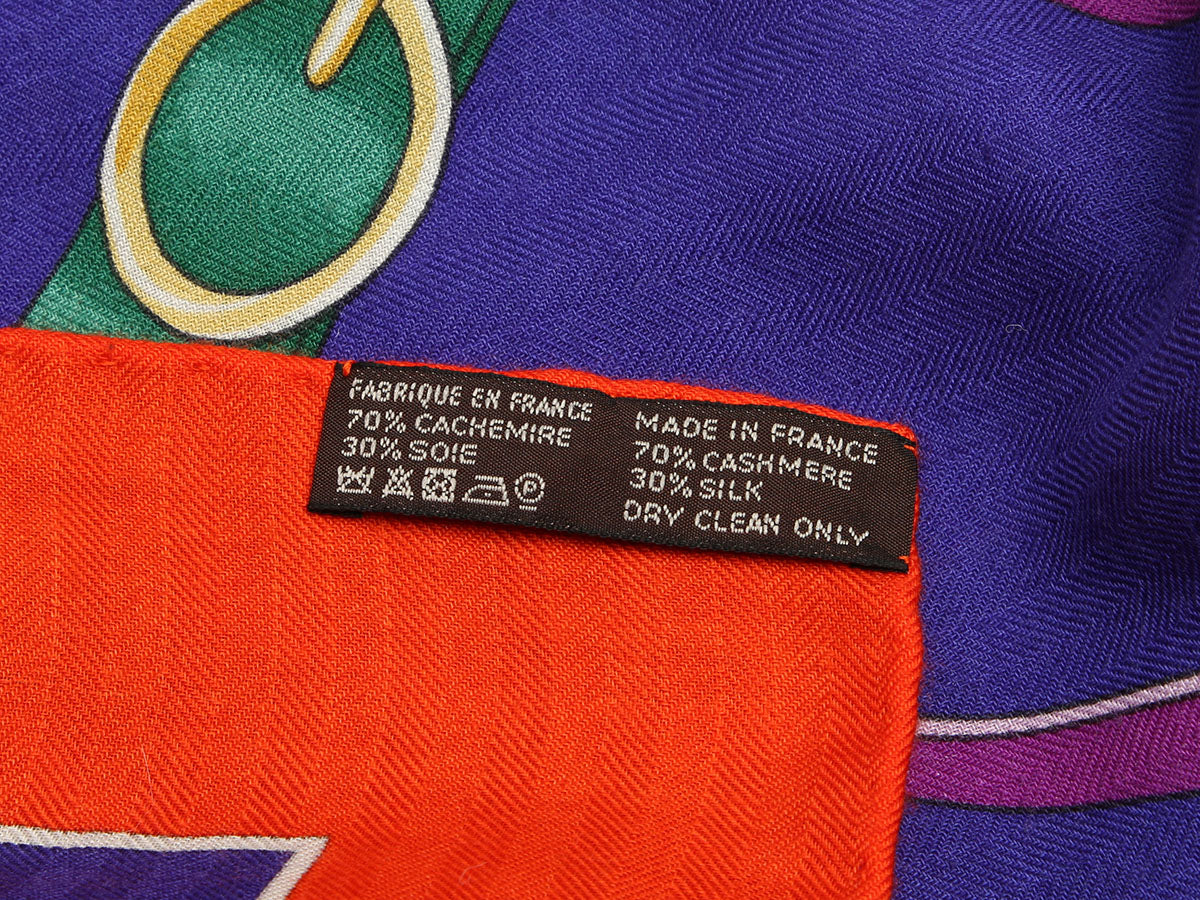 FABRIQUE EN FRANCE
70% CACHEMIRE
30% SOIE
MADE IN FRANCE
70% CASHMERE
30% SILK
DRY CLEAN ONLY